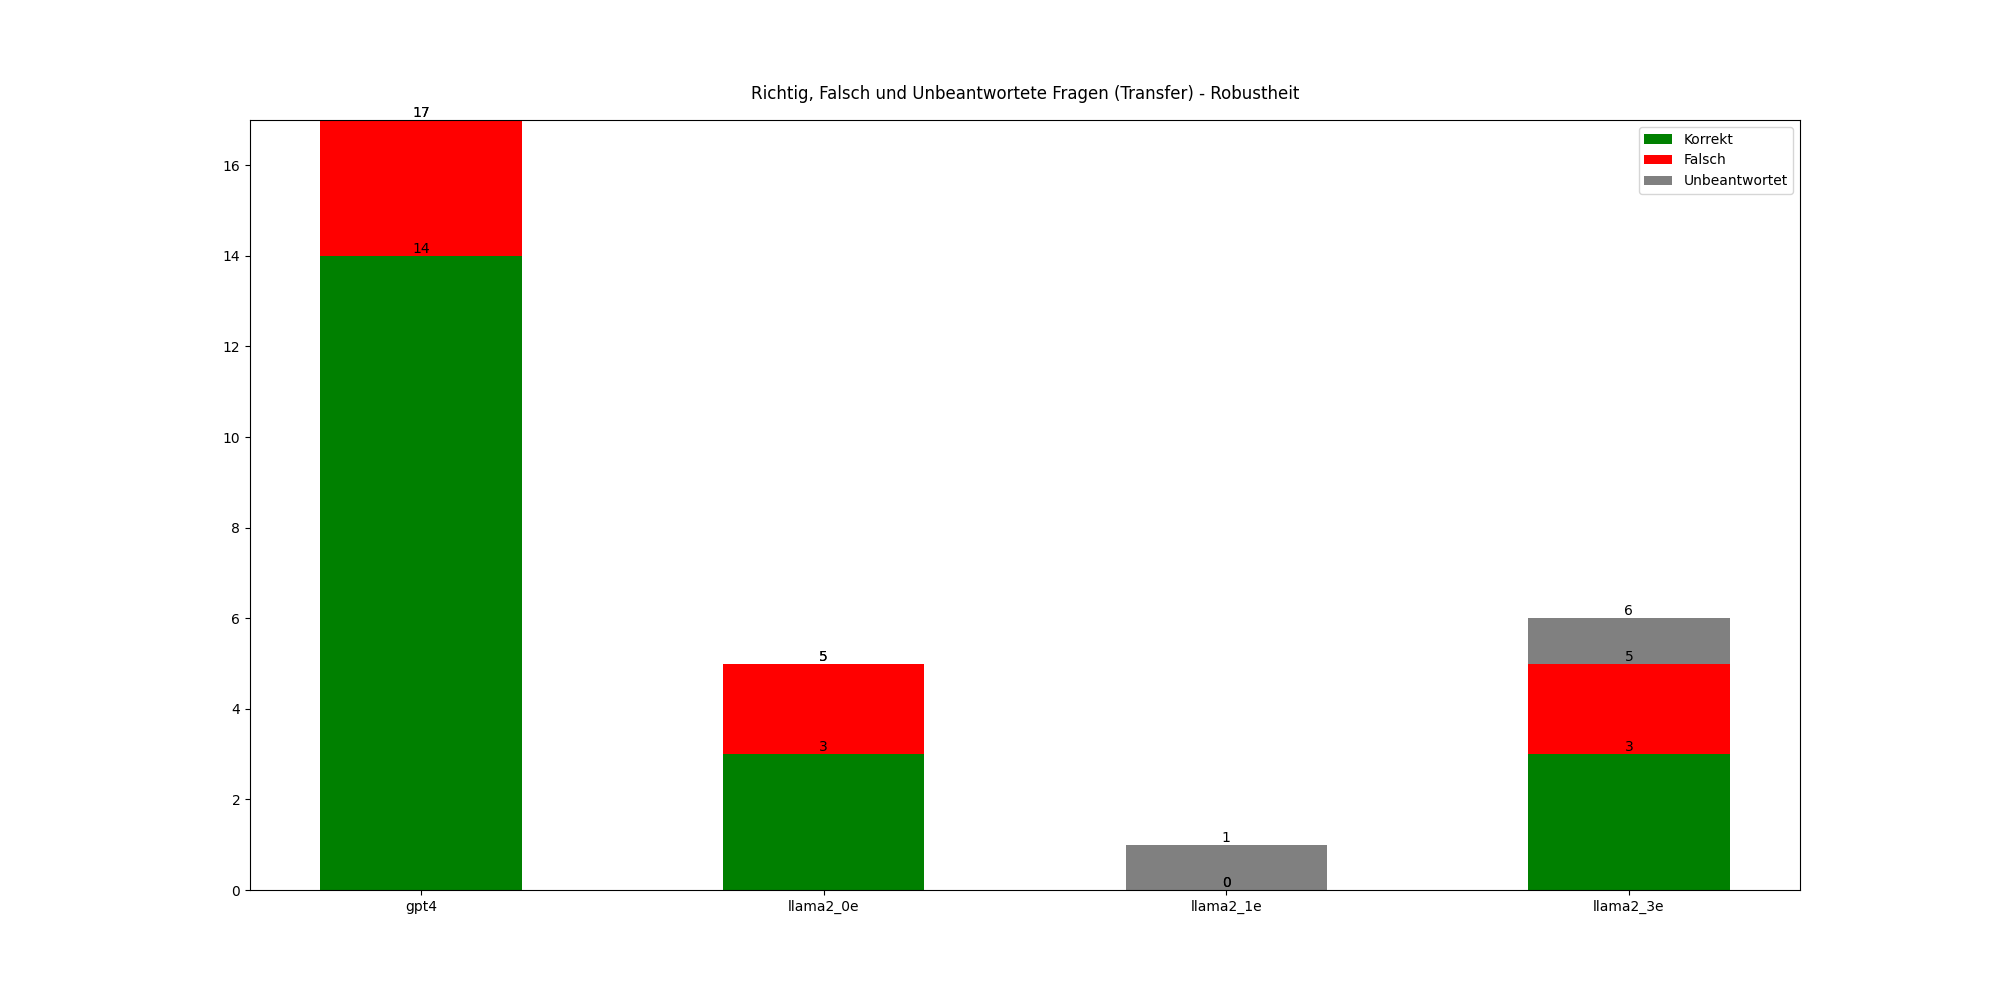 Richtig, Falsch und Unbeantwortete Fragen (Transfer) - Robustheit
Korrekt
Falsch
Unbeantwortet
16
14
12
10
8
6
4
2
0
17
14
5
3
1
0
6
5
3
gpt4
llama2_0e
llama2_1e
llama2_3e